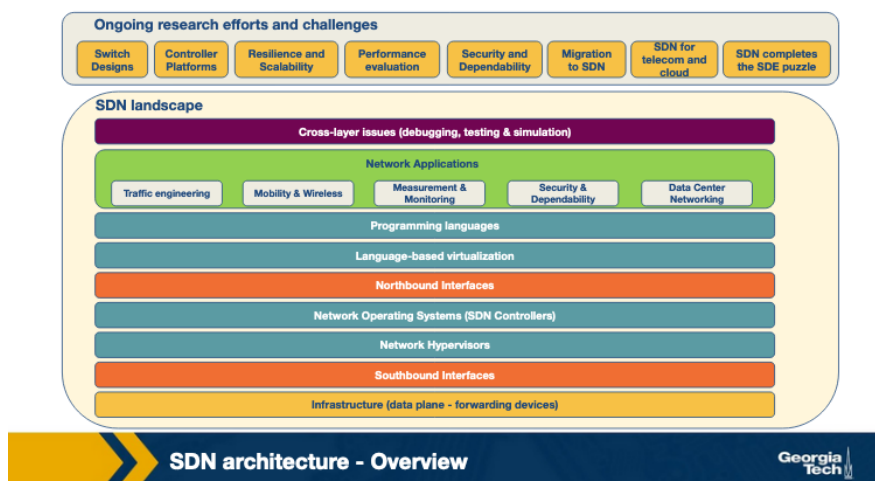 Ongoing research efforts and challenges
Switch
Designs
Controller
Platforms
Resilience and
Scalability
Performance
evaluation
Security and
Dependability
Migration
to SDN
SDN for
telecom and
cloud
SDN completes
the SDE puzzle
SDN landscape
Cross-layer issues (debugging, testing & simulation)
Network Applications
Traffic engineering
Mobility & Wireless
Measurement &
Monitoring
Security &
Dependability
Data Center
Networking
Programming languages
Language-based virtualization
Northbound Interfaces
Network Operating Systems (SDN Controllers)
Network Hypervisors
Southbound Interfaces
Infrastructure (data plane - forwarding devices)
SDN architecture - Overview
Georgia
Tech